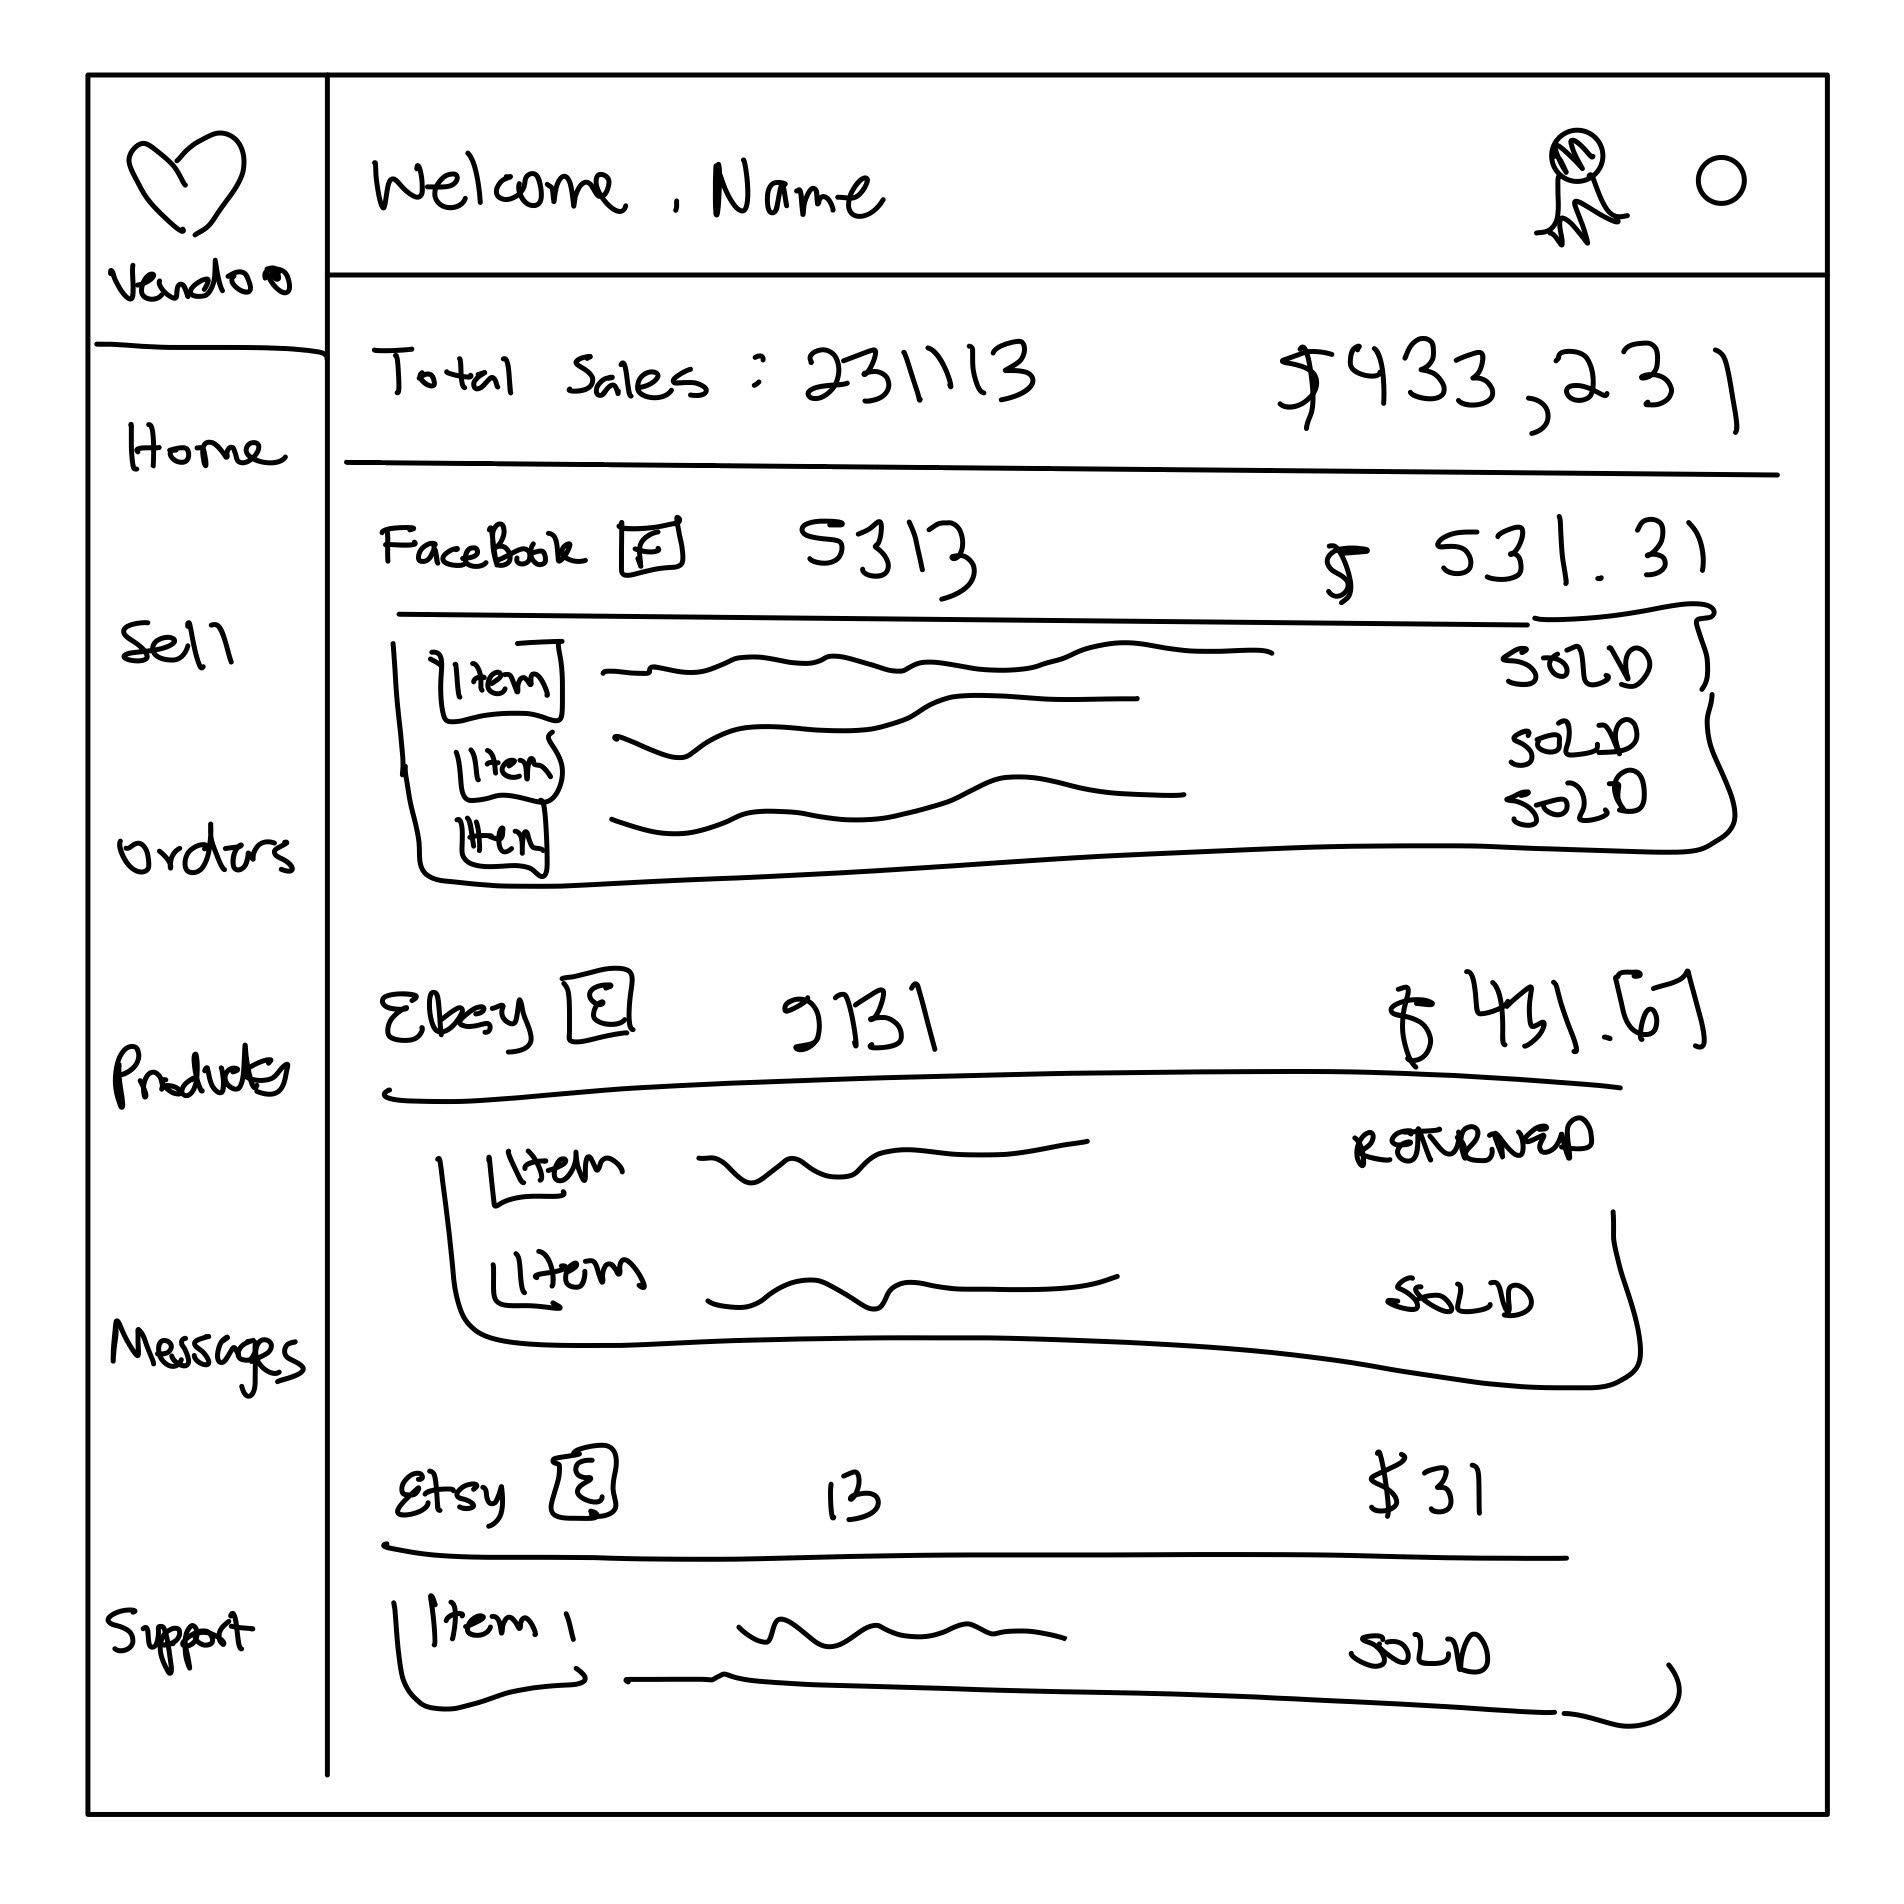 Vendoo
Home
Sell
Orders
Products
Messages
Support
Welcome, Name
Total Sales : 231113 $433,231
FaceBook f 5313 $ 531.31
Item SOLD
Item SOLD
Item SOLD
Ebay E 9131 $ 431.67
Item RETURNED
Item SOLD
Etsy E 13 $31
Item 1 SOLD